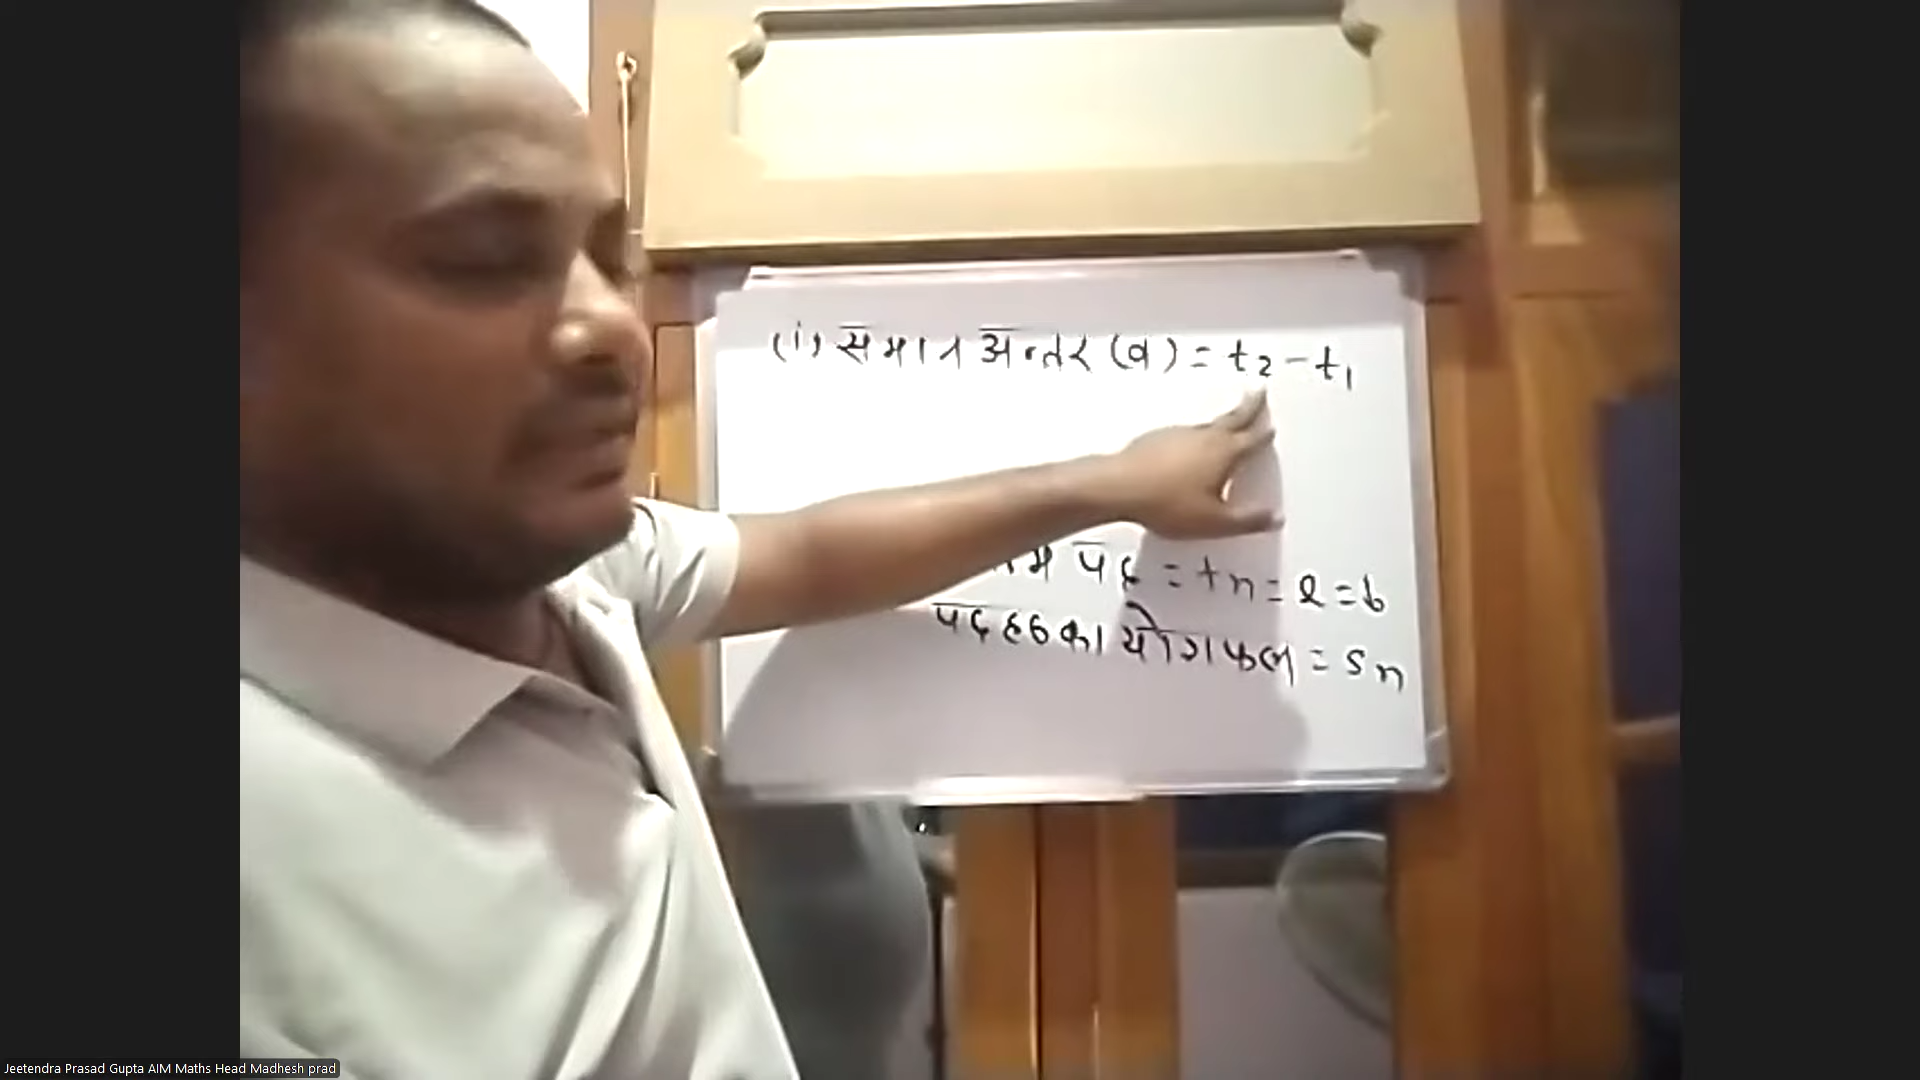 (i) समान अन्तर (d) = t₂ - t₁
पद = tn = l = b
पदहरुका योगफल = Sn
Jeetendra Prasad Gupta AIM Maths Head Madhesh prad